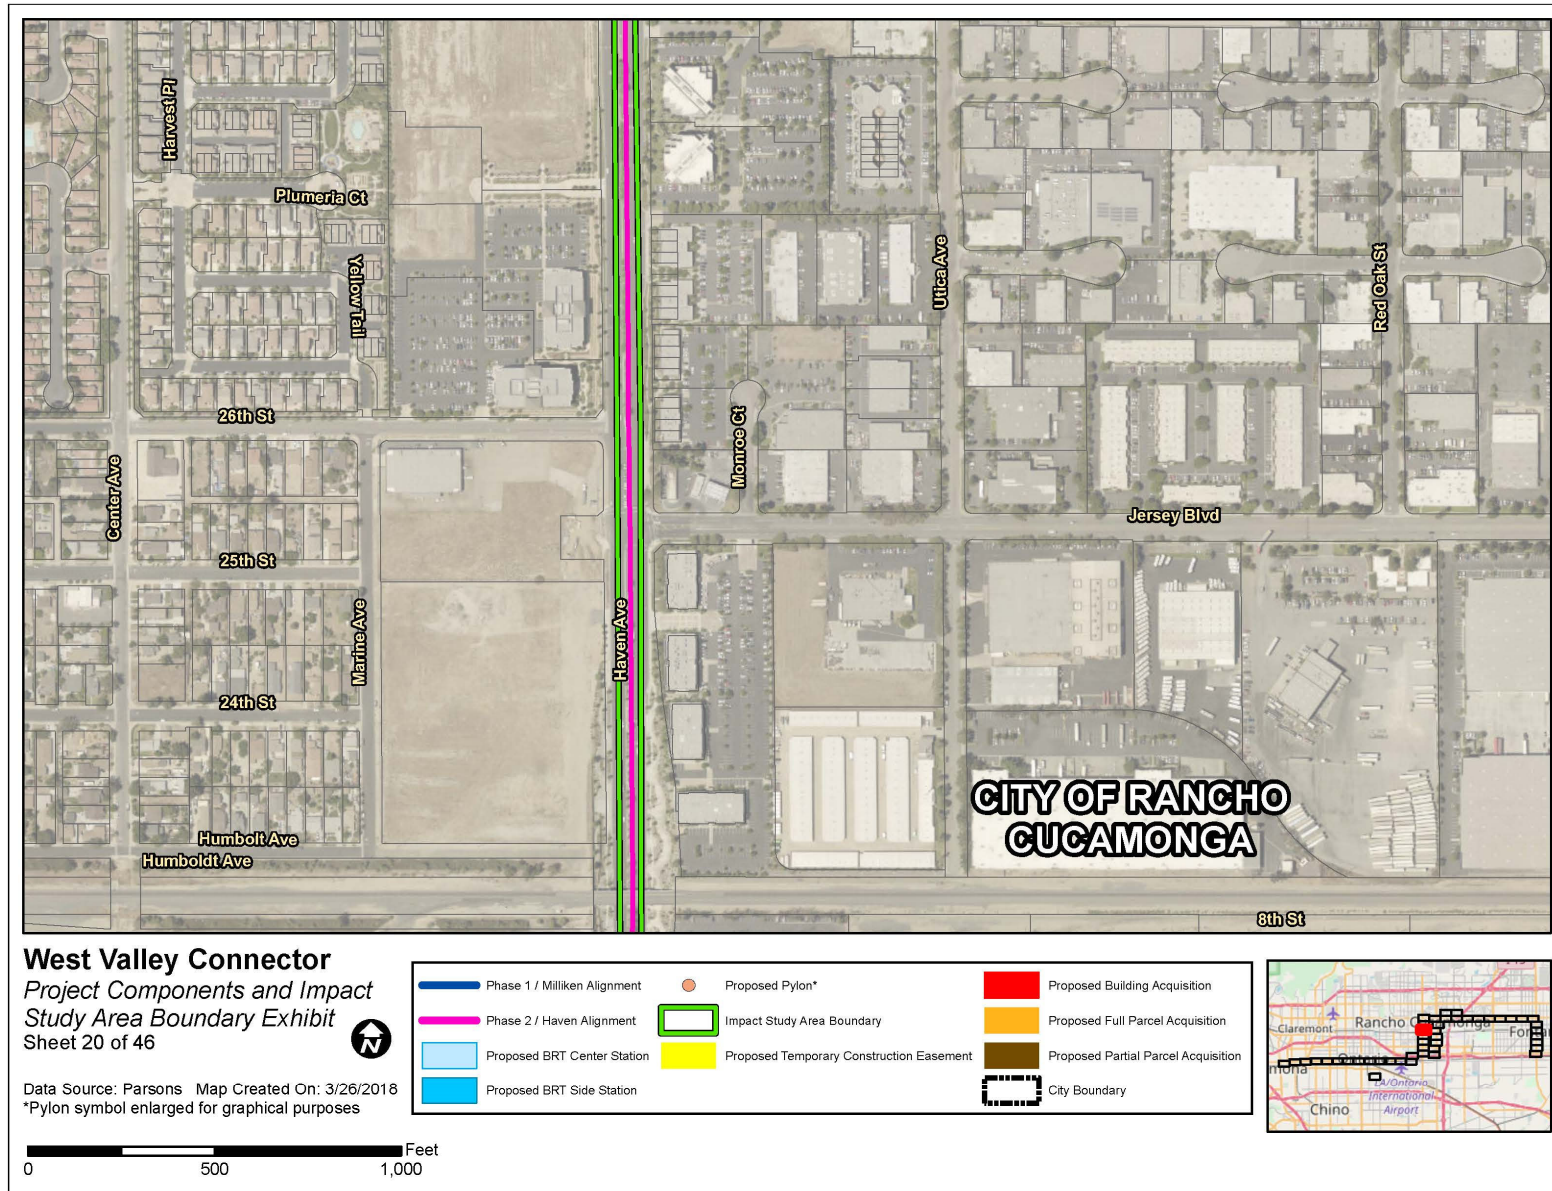 Harvest Pl
Plumeria Ct
Yellow Tail
Utica Ave
Red Oak St
26th St
Monroe Ct
Center Ave
Jersey Blvd
25th St
Marine Ave
Haven Ave
24th St
CITY OF RANCHO
CUCAMONGA
Humbolt Ave
Humboldt Ave
8th St
West Valley Connector
Project Components and Impact
Study Area Boundary Exhibit
Sheet 20 of 46
N
Data Source: Parsons Map Created On: 3/26/2018
*Pylon symbol enlarged for graphical purposes
0 500 1,000 Feet
Phase 1 / Milliken Alignment
Phase 2 / Haven Alignment
Proposed BRT Center Station
Proposed BRT Side Station
Proposed Pylon*
Impact Study Area Boundary
Proposed Temporary Construction Easement
Proposed Building Acquisition
Proposed Full Parcel Acquisition
Proposed Partial Parcel Acquisition
City Boundary
Claremont
Ontario
LA/Ontario
International
Airport
Chino